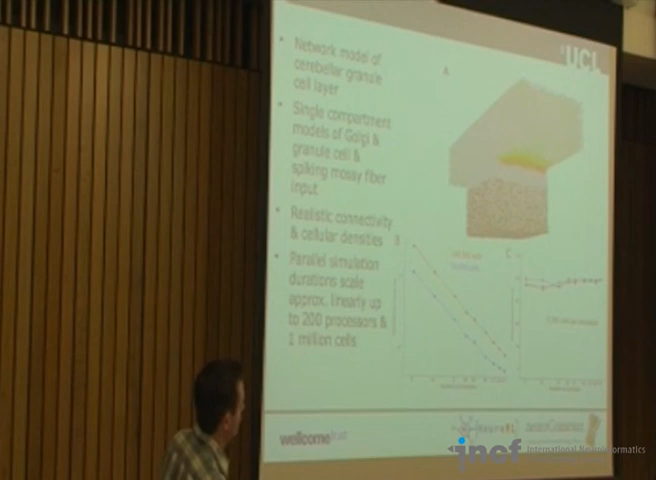 UCL
• Network model of
cerebellar granule
cell layer
A
• Single compartment
models of Golgi &
granule cell &
spiking mossy fiber
input
• Realistic connectivity
& cellular densities
B
C
• Parallel simulation
durations scale
approx. linearly up
to 200 processors &
1 million cells
wellcome trust
NeuroML
neuroConstruct
incf International Neuroinformatics